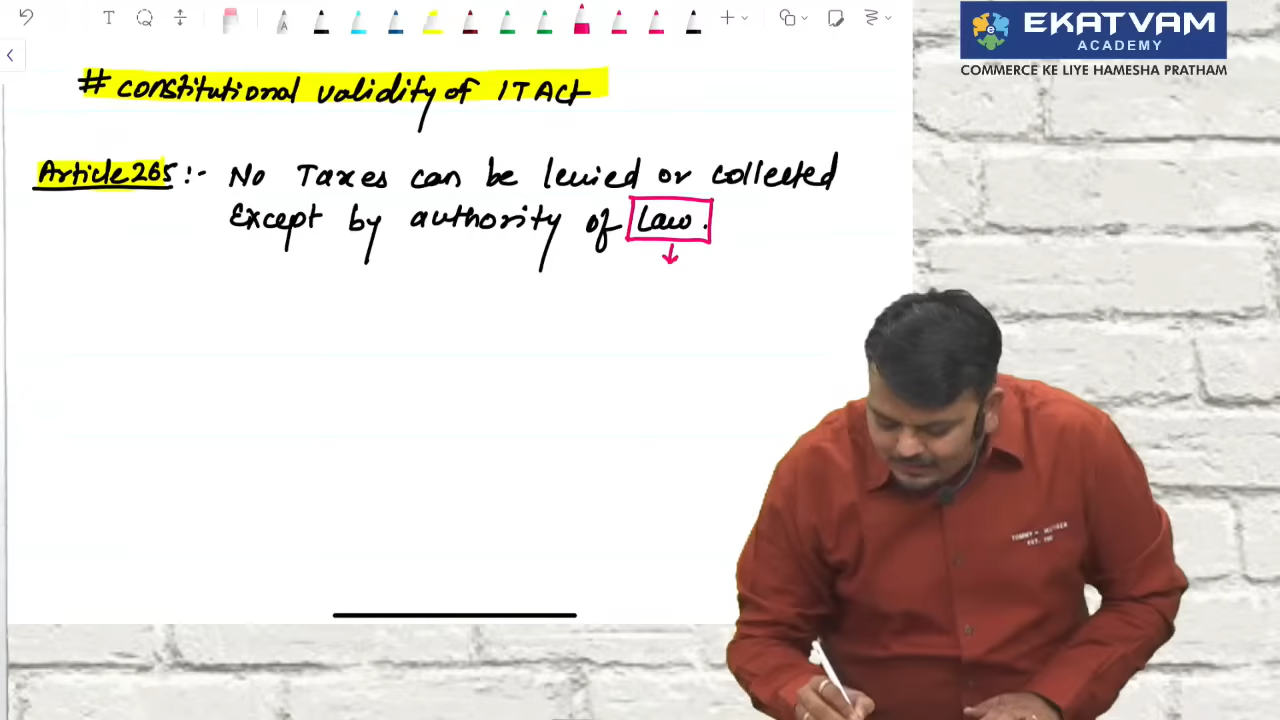 EKATVAM
ACADEMY
COMMERCE KE LIYE HAMESHA PRATHAM
# constitutional validity of IT Act
Article 265 :- No Taxes can be levied or collected
Except by authority of Law.